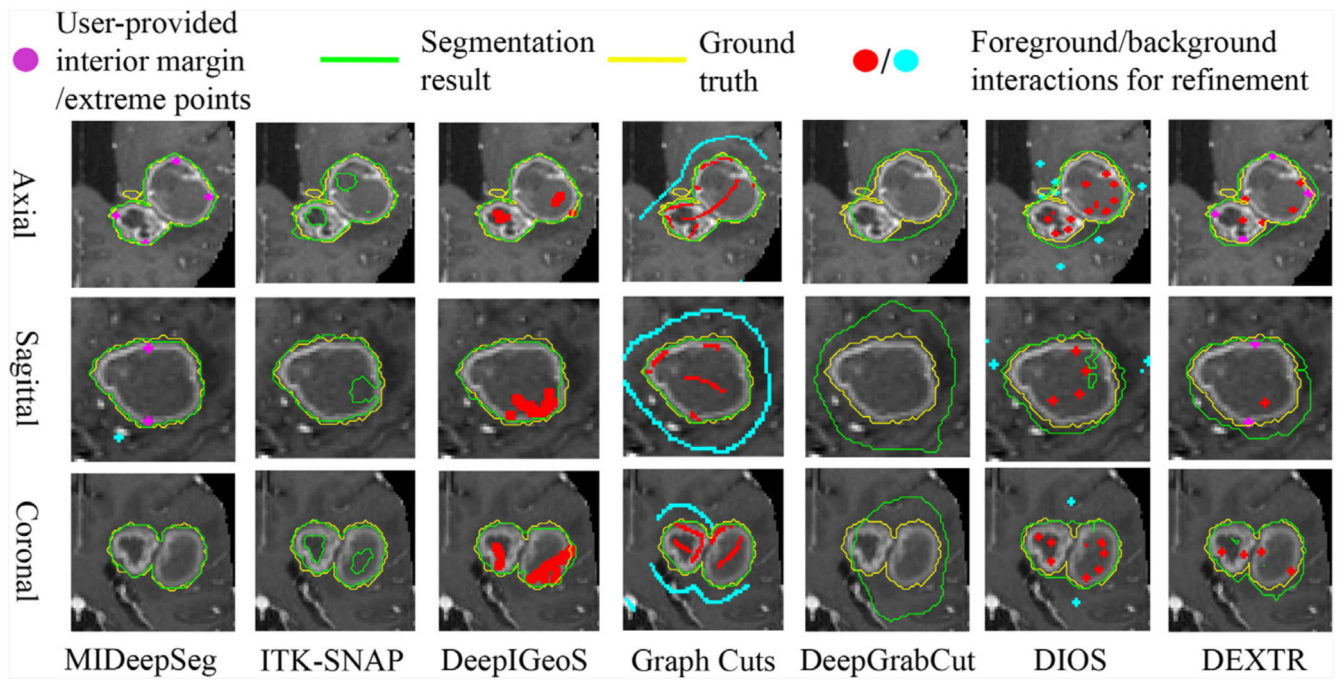 User-provided
interior margin
/extreme points
Segmentation
result
Ground
truth
/
Foreground/background
interactions for refinement
Axial
Sagittal
Coronal
MIDeepSeg
ITK-SNAP
DeepIGeoS
Graph Cuts
DeepGrabCut
DIOS
DEXTR